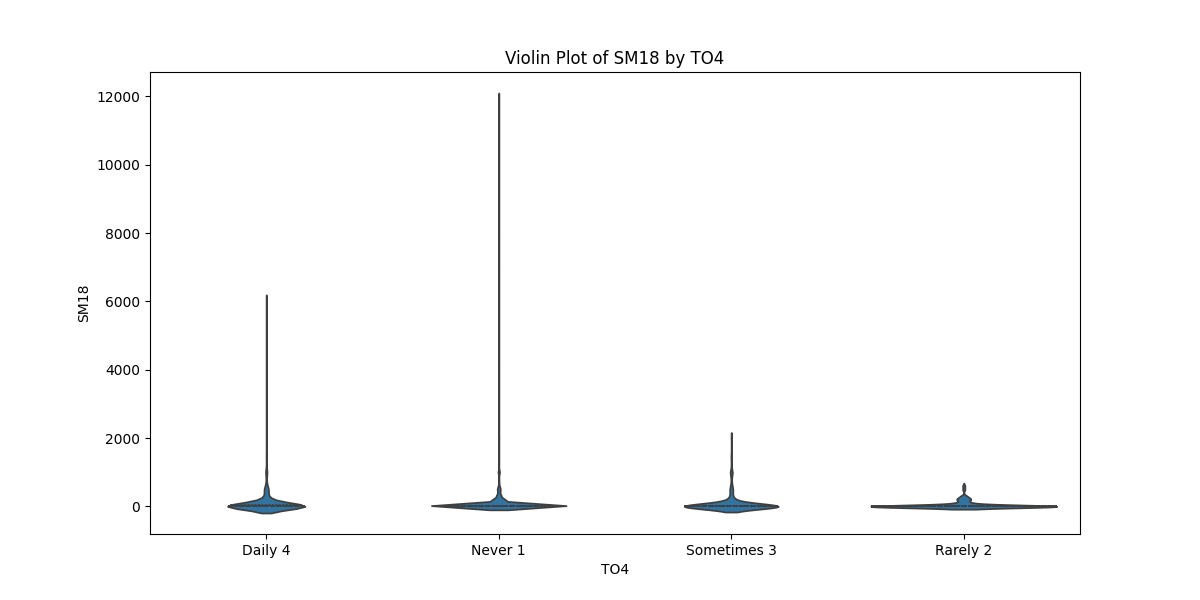 Violin Plot of SM18 by TO4
12000
10000
8000
6000
4000
2000
0
SM18
Daily 4
Never 1
Sometimes 3
Rarely 2
TO4